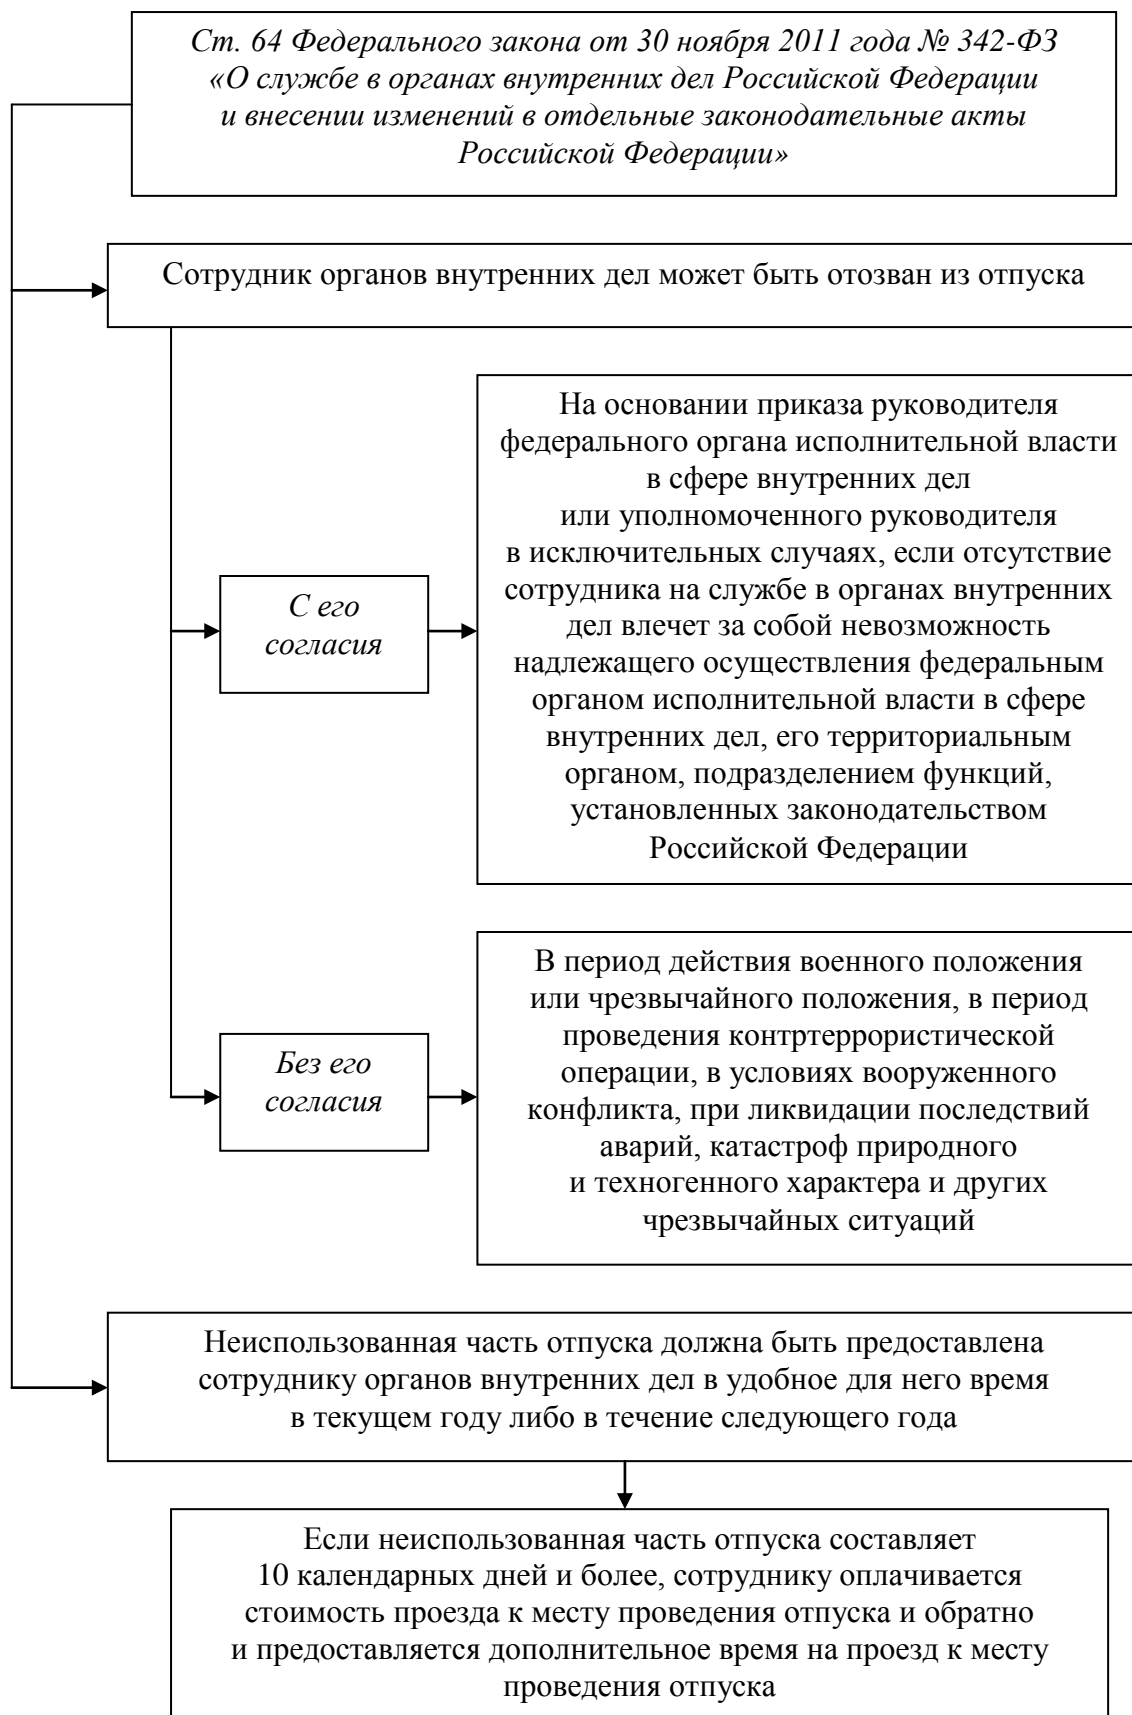 Ст. 64 Федерального закона от 30 ноября 2011 года № 342-ФЗ
«О службе в органах внутренних дел Российской Федерации
и внесении изменений в отдельные законодательные акты
Российской Федерации»
Сотрудник органов внутренних дел может быть отозван из отпуска
С его
согласия
На основании приказа руководителя
федерального органа исполнительной власти
в сфере внутренних дел
или уполномоченного руководителя
в исключительных случаях, если отсутствие
сотрудника на службе в органах внутренних
дел влечет за собой невозможность
надлежащего осуществления федеральным
органом исполнительной власти в сфере
внутренних дел, его территориальным
органом, подразделением функций,
установленных законодательством
Российской Федерации
Без его
согласия
В период действия военного положения
или чрезвычайного положения, в период
проведения контртеррористической
операции, в условиях вооруженного
конфликта, при ликвидации последствий
аварий, катастроф природного
и техногенного характера и других
чрезвычайных ситуаций
Неиспользованная часть отпуска должна быть предоставлена
сотруднику органов внутренних дел в удобное для него время
в текущем году либо в течение следующего года
Если неиспользованная часть отпуска составляет
10 календарных дней и более, сотруднику оплачивается
стоимость проезда к месту проведения отпуска и обратно
и предоставляется дополнительное время на проезд к месту
проведения отпуска